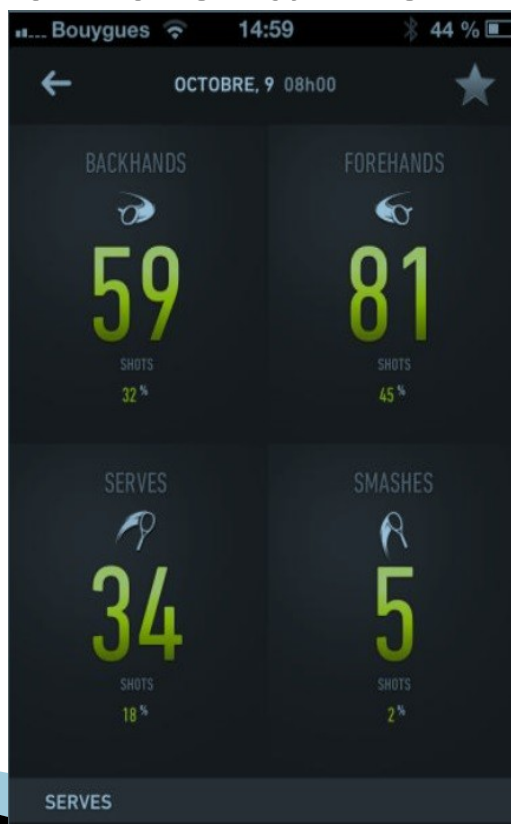 Bouygues 14:59 44 %
OCTOBRE, 9 08h00
BACKHANDS FOREHANDS
59 81
SHOTS SHOTS
32 % 45 %
SERVES SMASHES
34 5
SHOTS SHOTS
18 % 2 %
SERVES